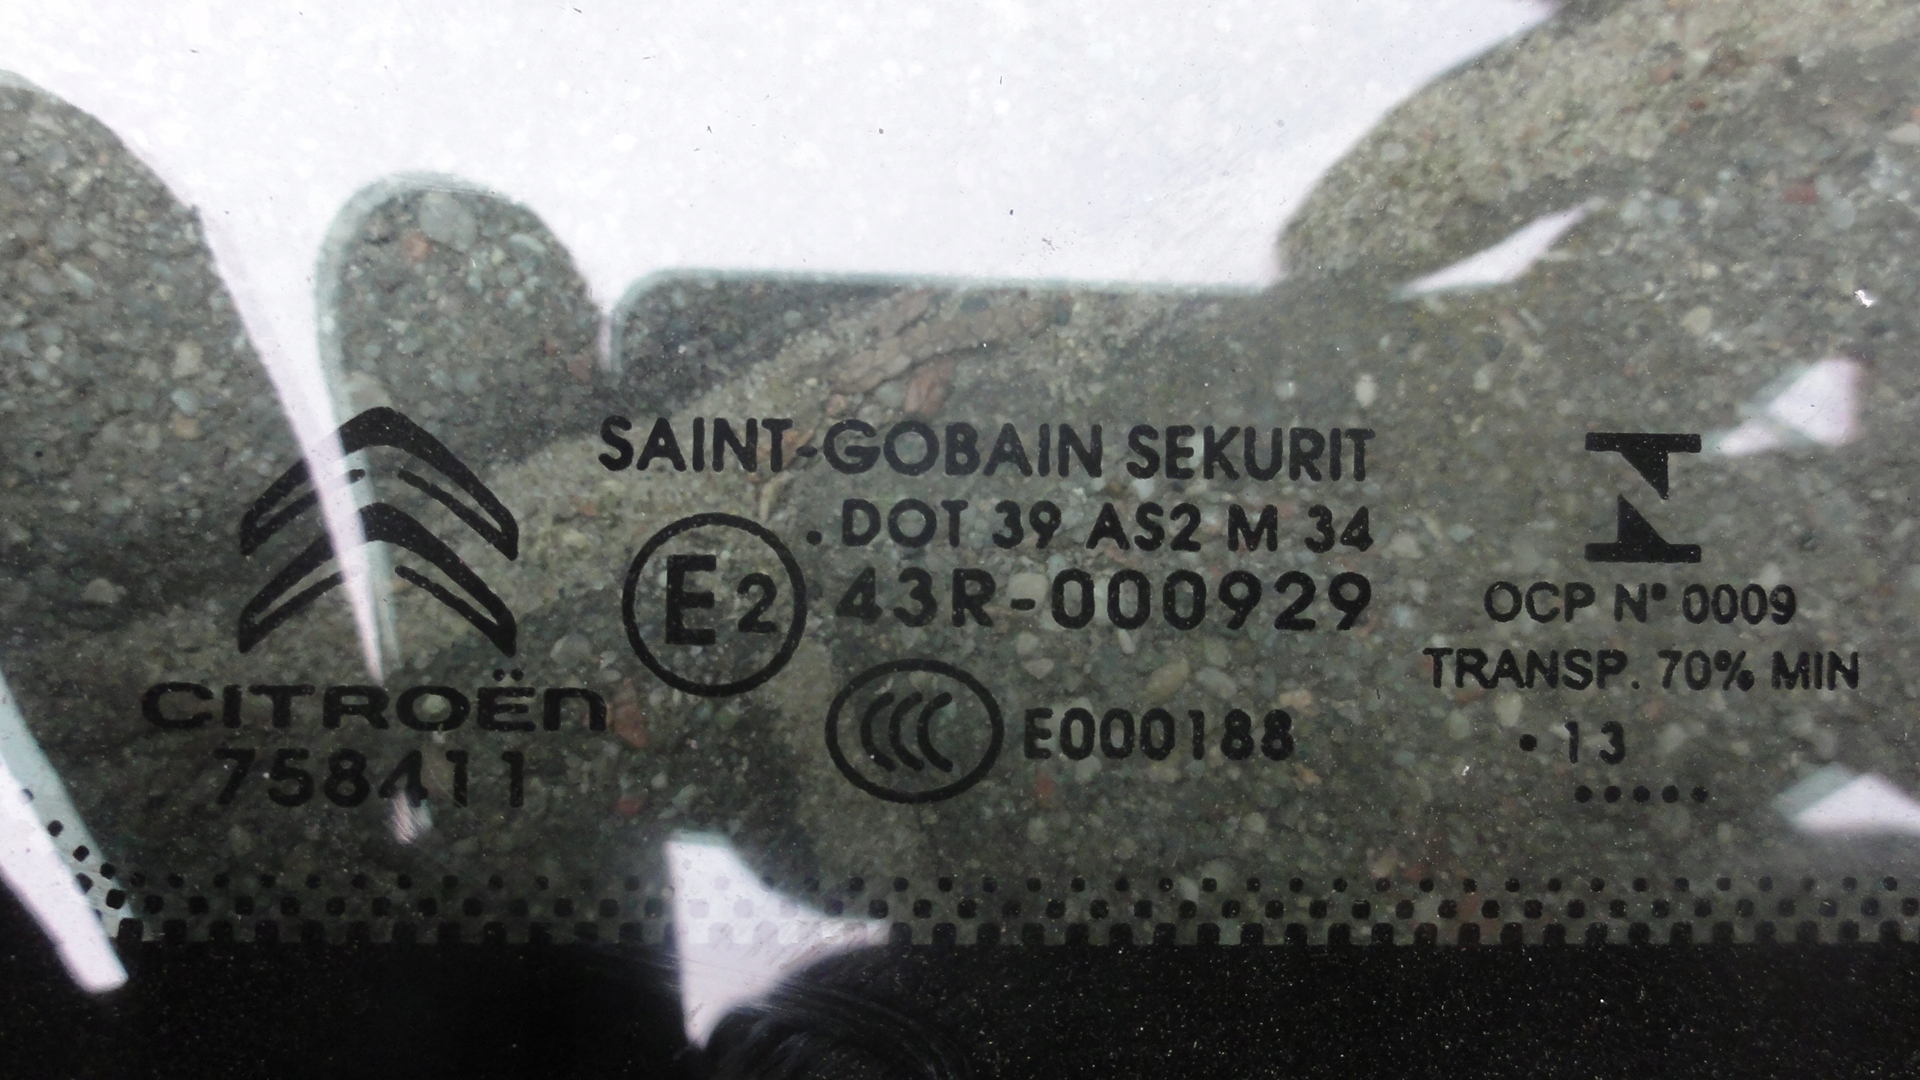 CITROËN
758411
SAINT-GOBAIN SEKURIT
.DOT 39 AS2 M 34
E2 43R-000929
CCC E000188
OCP N° 0009
TRANSP. 70% MIN
•13
•••••